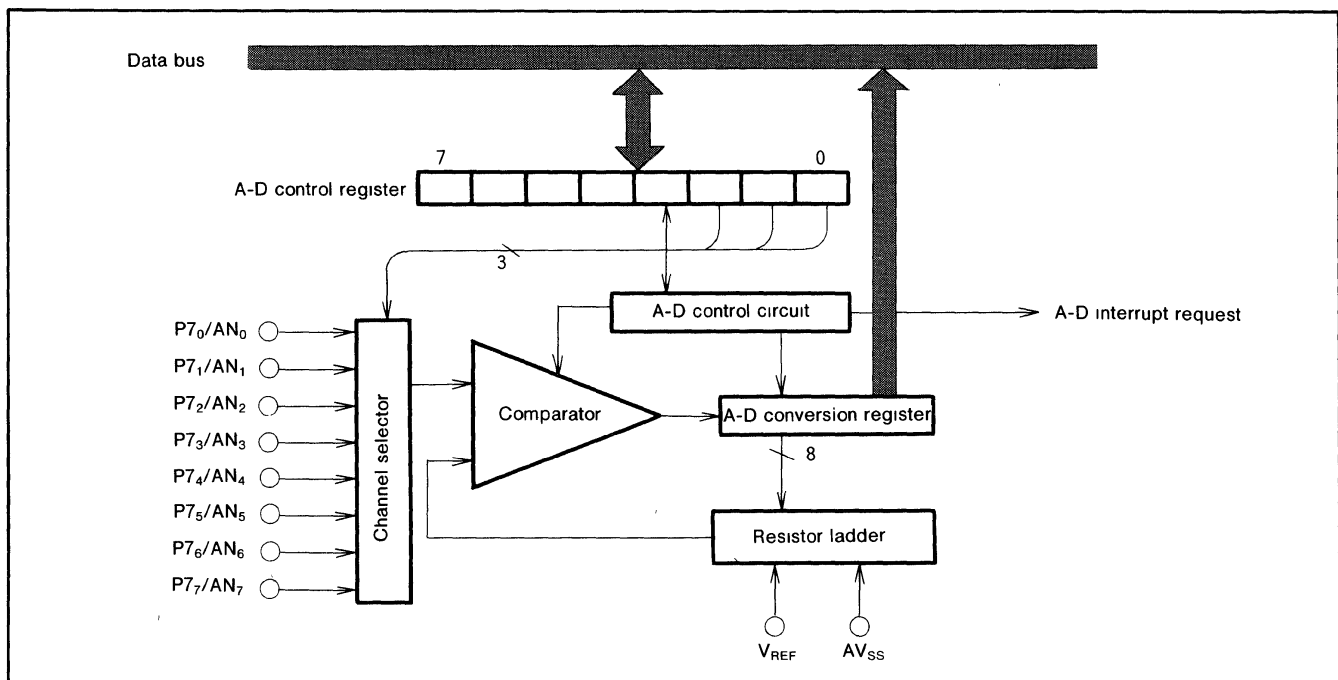 Data bus
7
0
A-D control register
3
A-D control circuit
A-D interrupt request
P7₀/AN₀
P7₁/AN₁
P7₂/AN₂
P7₃/AN₃
P7₄/AN₄
P7₅/AN₅
P7₆/AN₆
P7₇/AN₇
Channel selector
Comparator
A-D conversion register
8
Resistor ladder
V_REF
AV_SS